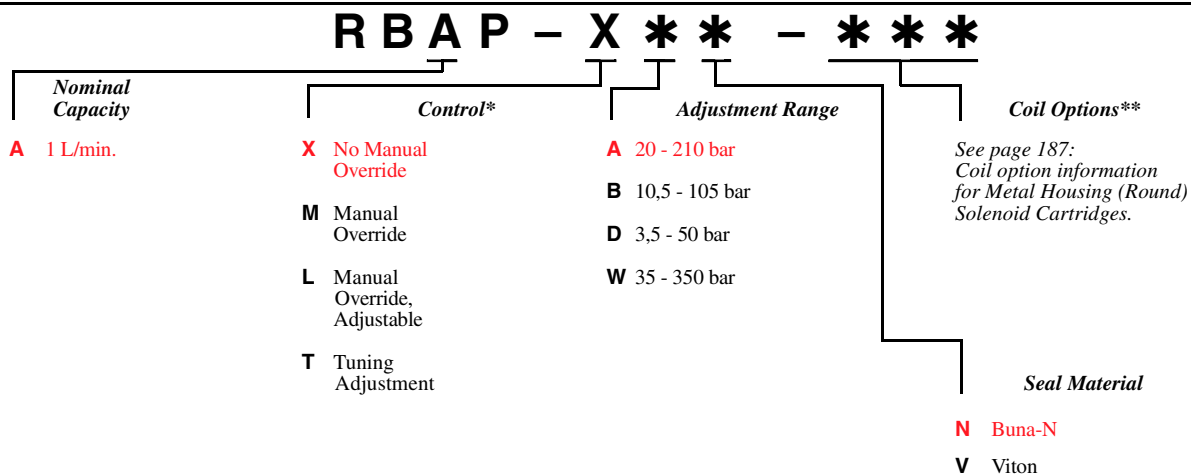 RBAP – X ✱ ✱ – ✱ ✱ ✱
Nominal
Capacity
A 1 L/min.
Control*
X No Manual
Override
M Manual
Override
L Manual
Override,
Adjustable
T Tuning
Adjustment
Adjustment Range
A 20 - 210 bar
B 10,5 - 105 bar
D 3,5 - 50 bar
W 35 - 350 bar
Coil Options**
See page 187:
Coil option information
for Metal Housing (Round)
Solenoid Cartridges.
Seal Material
N Buna-N
V Viton